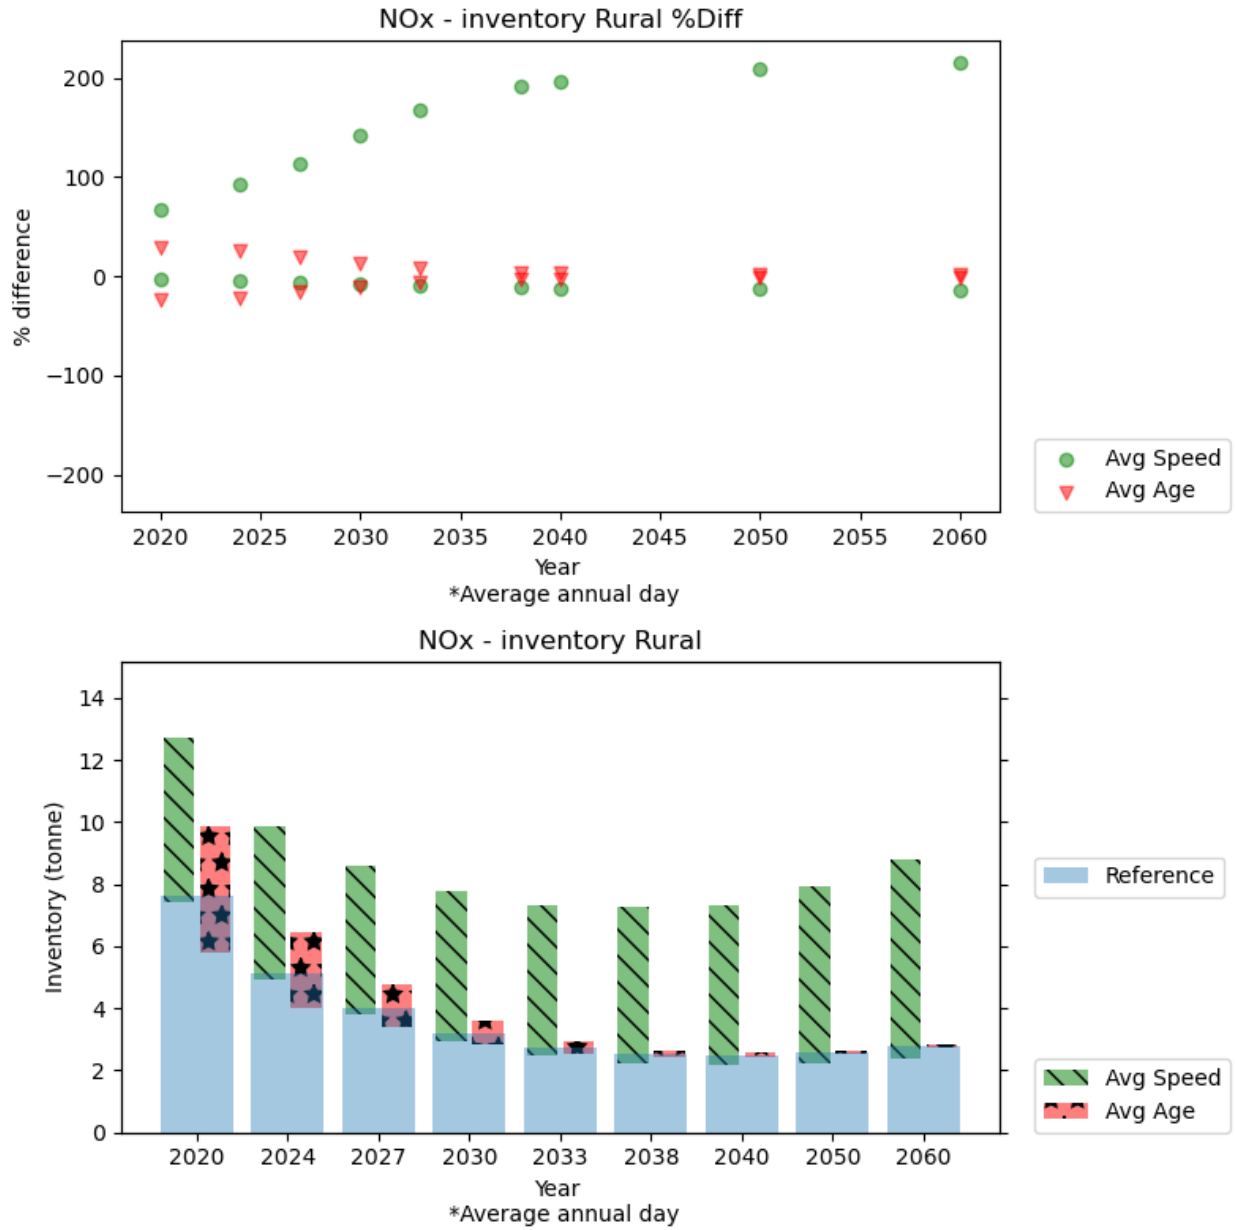 NOx - inventory Rural %Diff
% difference
200
100
0
−100
−200
2020 2025 2030 2035 2040 2045 2050 2055 2060
Year
*Average annual day
Avg Speed
Avg Age
NOx - inventory Rural
Inventory (tonne)
14
12
10
8
6
4
2
0
2020 2024 2027 2030 2033 2038 2040 2050 2060
Year
*Average annual day
Reference
Avg Speed
Avg Age